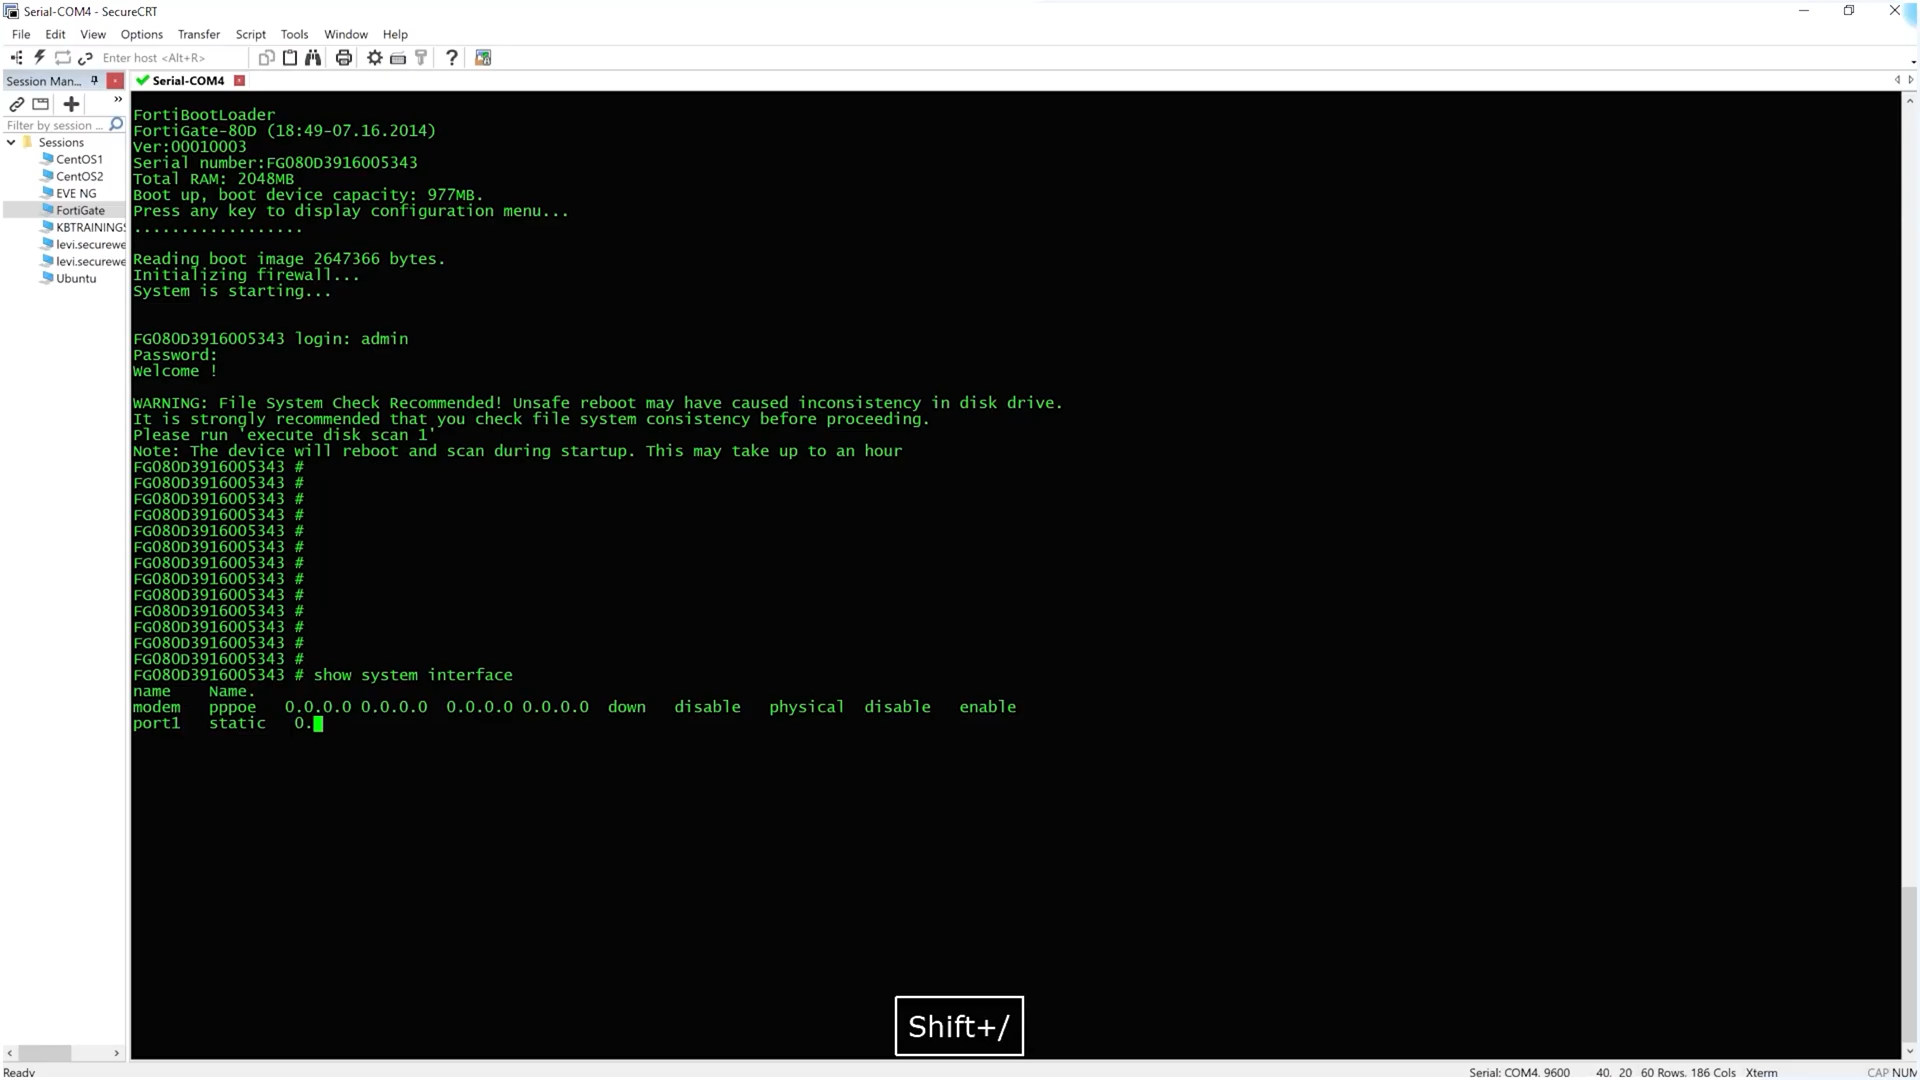 Serial-COM4 - SecureCRT
File Edit View Options Transfer Script Tools Window Help
Enter host <Alt+R>
Session Man...
Serial-COM4
Filter by session ...
Sessions
CentOS1
CentOS2
EVE NG
FortiGate
KBTRAININGS
levi.securewe
levi.securewe
Ubuntu
FortiBootLoader
FortiGate-80D (18:49-07.16.2014)
Ver:00010003
Serial number:FG080D3916005343
Total RAM: 2048MB
Boot up, boot device capacity: 977MB.
Press any key to display configuration menu...
..................
Reading boot image 2647366 bytes.
Initializing firewall...
System is starting...
FG080D3916005343 login: admin
Password:
Welcome !
WARNING: File System Check Recommended! Unsafe reboot may have caused inconsistency in disk drive.
It is strongly recommended that you check file system consistency before proceeding.
Please run 'execute disk scan 1'
Note: The device will reboot and scan during startup. This may take up to an hour
FG080D3916005343 #
FG080D3916005343 #
FG080D3916005343 #
FG080D3916005343 #
FG080D3916005343 #
FG080D3916005343 #
FG080D3916005343 #
FG080D3916005343 #
FG080D3916005343 #
FG080D3916005343 #
FG080D3916005343 #
FG080D3916005343 #
FG080D3916005343 #
FG080D3916005343 # show system interface
name Name.
modem pppoe 0.0.0.0 0.0.0.0 0.0.0.0 0.0.0.0 down disable physical disable enable
port1 static 0.
Shift+/
Ready
Serial: COM4, 9600 40, 20 60 Rows, 186 Cols Xterm CAP NUM